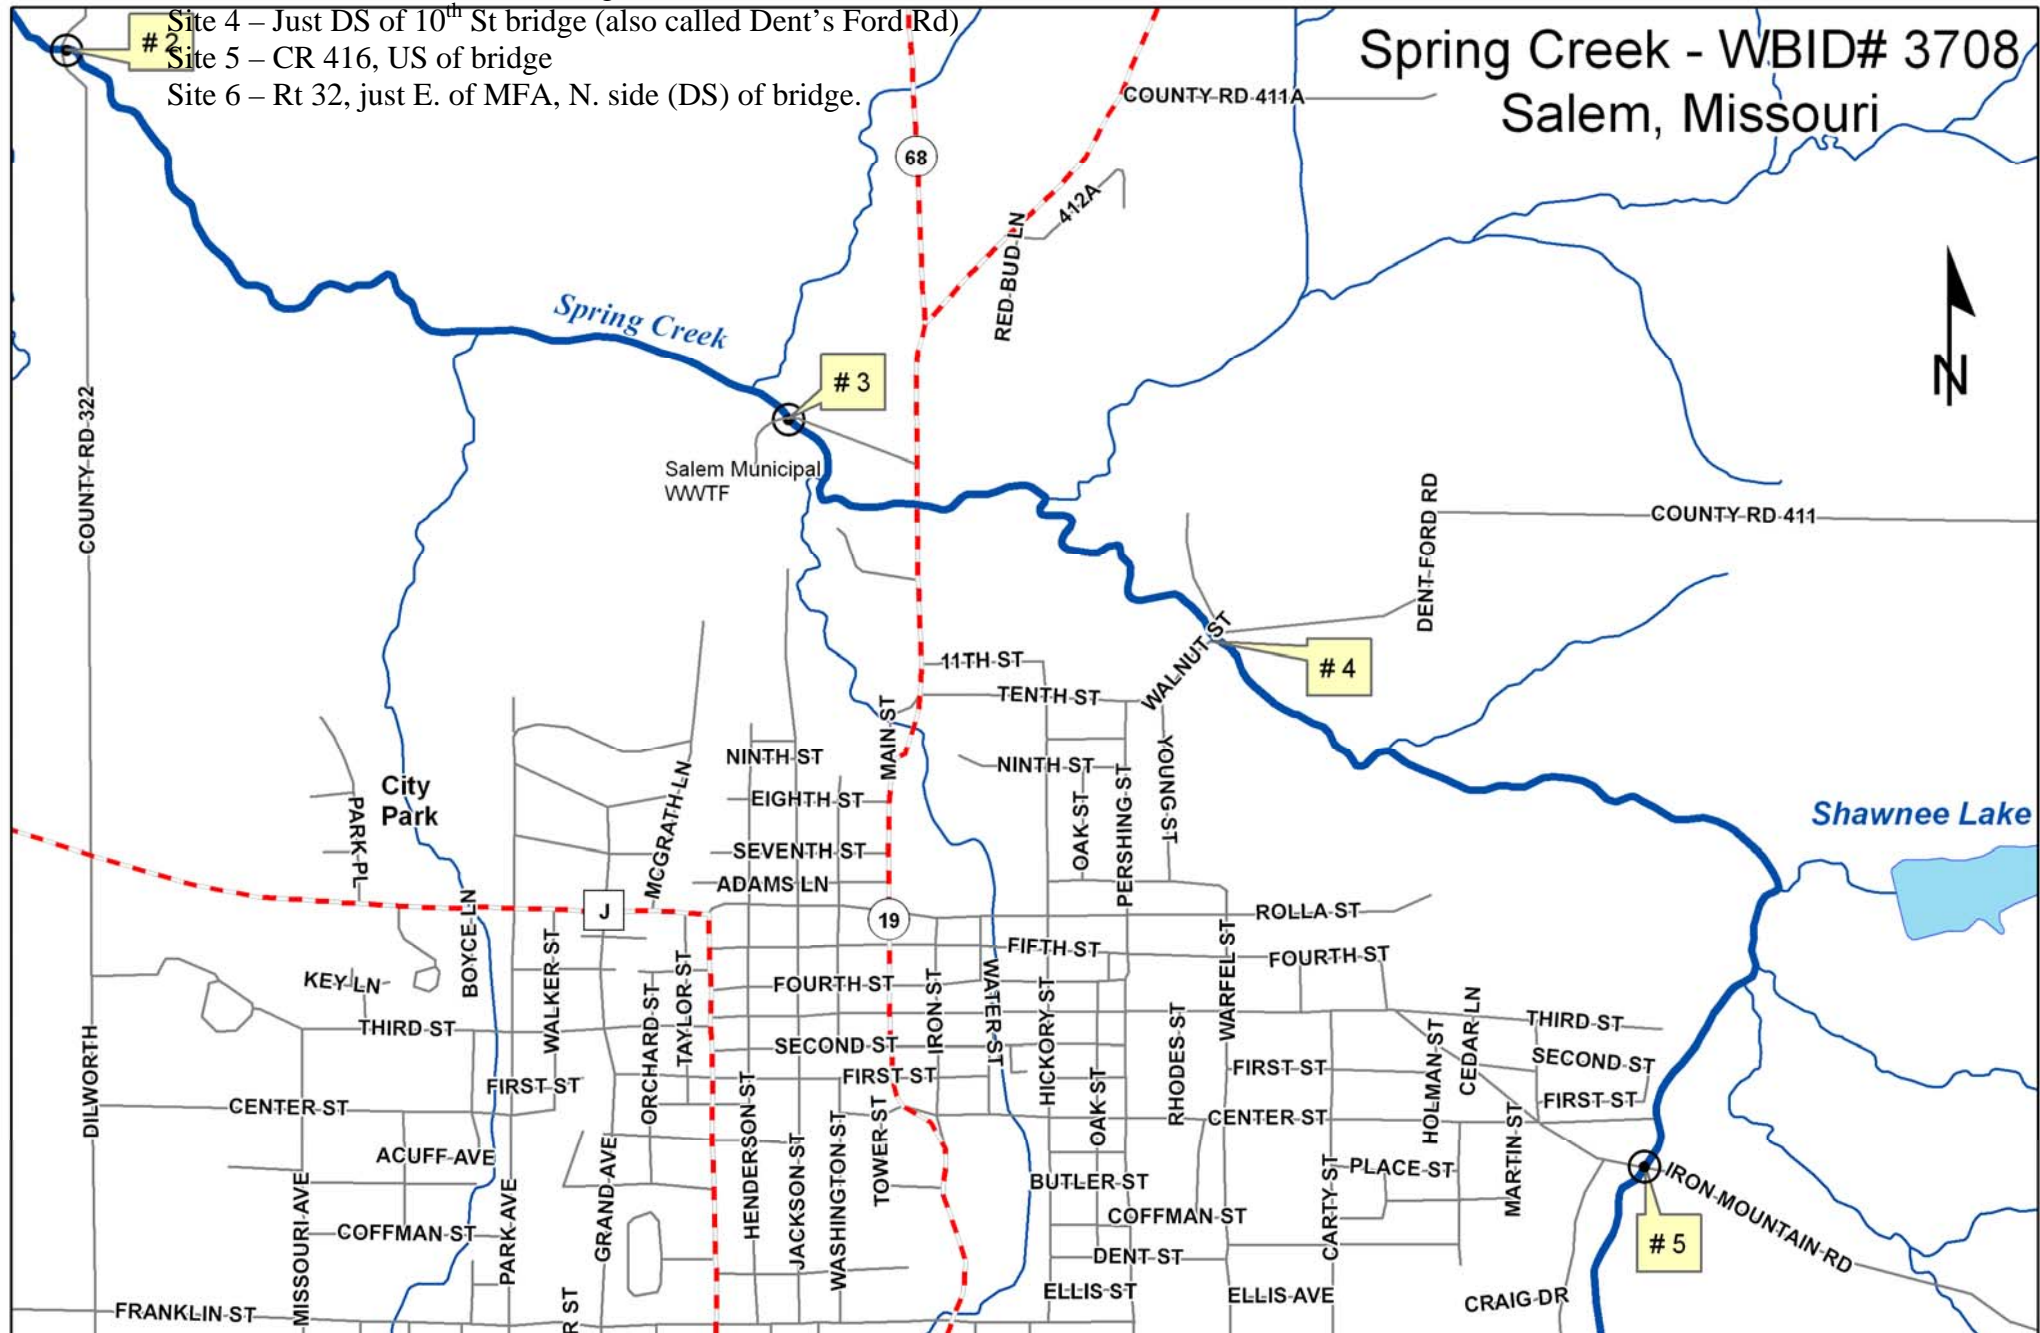 Site 4 – Just DS of 10th St bridge (also called Dent's Ford Rd)
Site 5 – CR 416, US of bridge
Site 6 – Rt 32, just E. of MFA, N. side (DS) of bridge.
Spring Creek - WBID# 3708
Salem, Missouri
# 2
COUNTY RD 411A
68
412A
RED BUD LN
Spring Creek
# 3
N
COUNTY RD 322
Salem Municipal
WWTF
DENT FORD RD
COUNTY RD 411
WALNUT ST
# 4
11TH ST
TENTH ST
MAIN ST
NINTH ST
NINTH ST
YOUNG ST
PERSHING ST
OAK ST
City
Park
PARK PL
MCGRATH LN
EIGHTH ST
SEVENTH ST
ADAMS LN
Shawnee Lake
J
19
ROLLA ST
BOYCE LN
WALKER ST
FIFTH ST
WARFEL ST
FOURTH ST
KEY LN
TAYLOR ST
ORCHARD ST
FOURTH ST
IRON ST
WATER ST
HICKORY ST
RHODES ST
CEDAR LN
HOLMAN ST
THIRD ST
THIRD ST
SECOND ST
SECOND ST
DILWORTH
FIRST ST
FIRST ST
FIRST ST
FIRST ST
CENTER ST
CENTER ST
HENDERSON ST
JACKSON ST
WASHINGTON ST
TOWER ST
OAK ST
MARTIN ST
ACUFF AVE
GRAND AVE
PARK AVE
MISSOURI AVE
PLACE ST
CARTY ST
IRON MOUNTAIN RD
BUTLER ST
COFFMAN ST
COFFMAN ST
# 5
DENT ST
ELLIS ST
ELLIS AVE
CRAIG DR
FRANKLIN ST
R ST